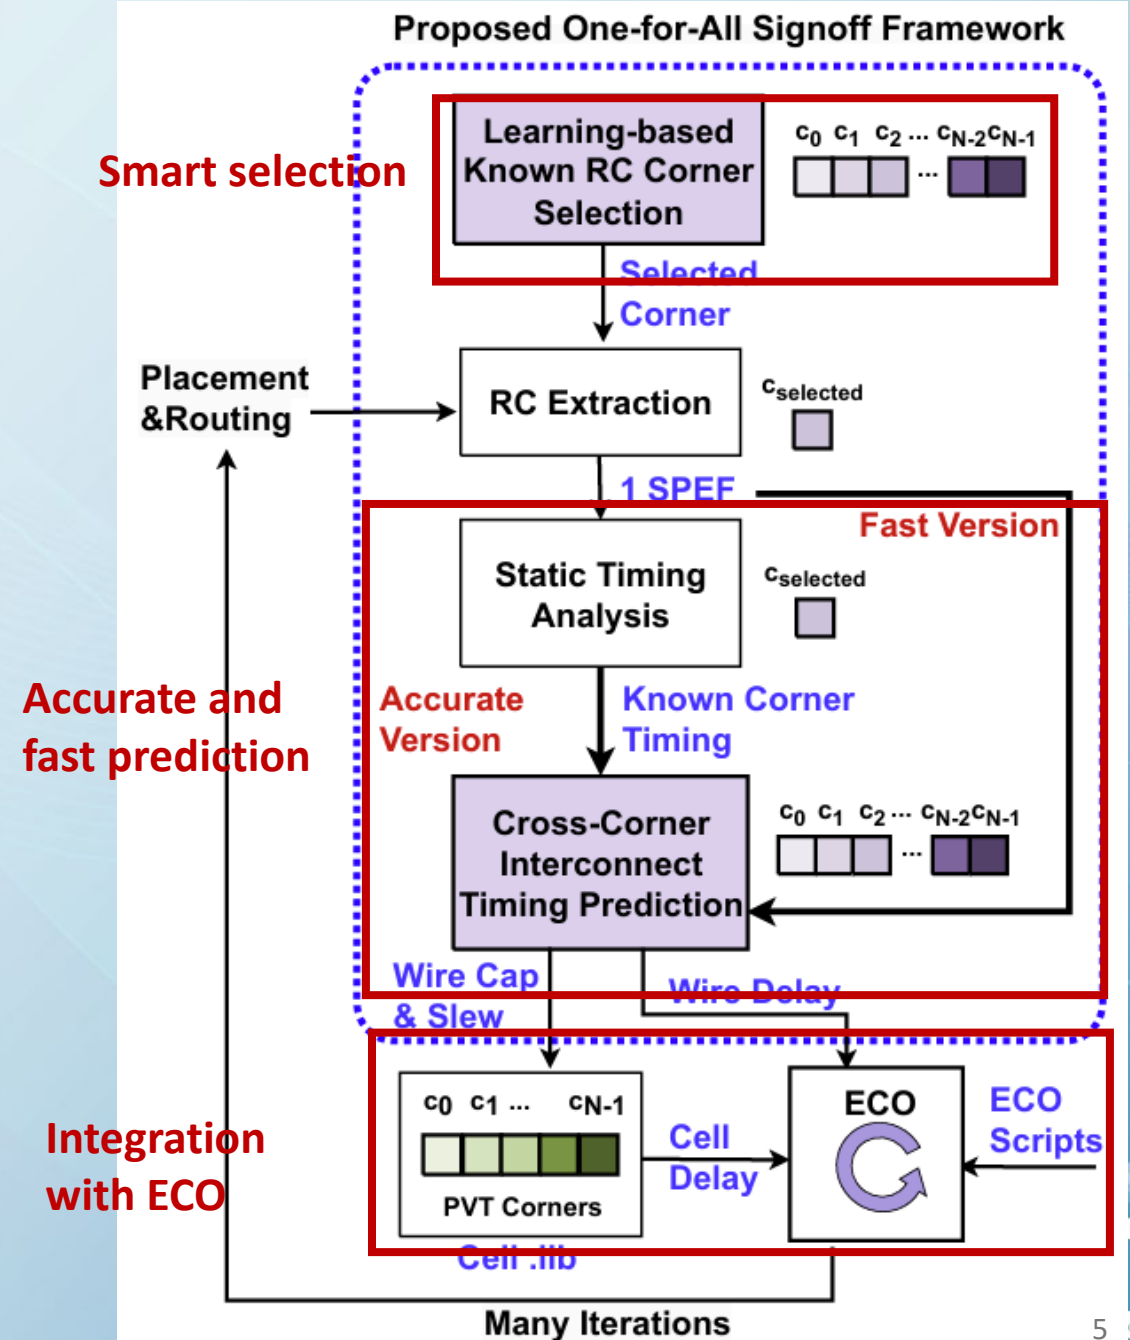 Proposed One-for-All Signoff Framework
Smart selection
Learning-based
Known RC Corner
Selection
c0 c1 c2 ... cN-2 cN-1
...
Selected
Corner
Placement
&Routing
RC Extraction
cselected
1 SPEF
Fast Version
Static Timing
Analysis
cselected
Accurate and
fast prediction
Accurate
Version
Known Corner
Timing
Cross-Corner
Interconnect
Timing Prediction
c0 c1 c2 ... cN-2 cN-1
...
Wire Cap
& Slew
Wire Delay
Integration
with ECO
c0 c1 ... cN-1
PVT Corners
Cell .lib
Cell
Delay
ECO
ECO
Scripts
Many Iterations
5